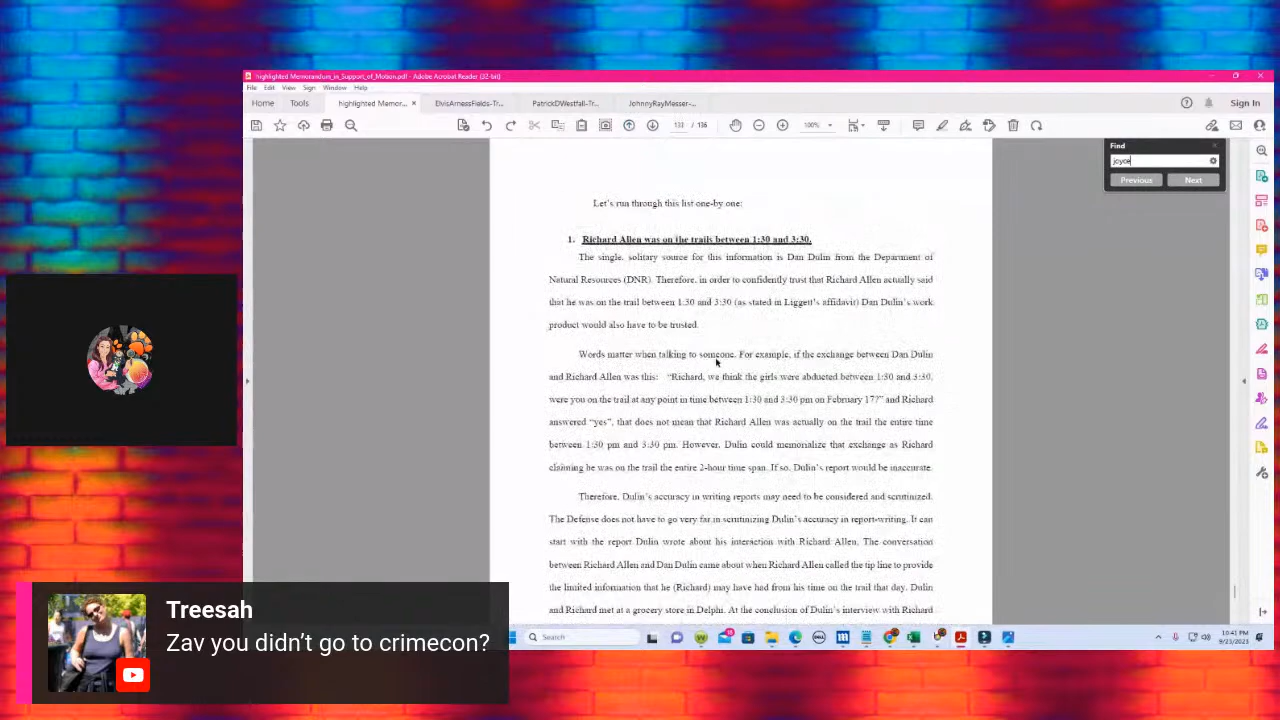 highlighted Memorandum_in_Support_of_Motion.pdf - Adobe Acrobat Reader (32-bit)
File Edit View Sign Window Help
Home Tools highlighted Memor... × ElvisArnessFields-Tr... PatrickDWestfall-Tr... JohnnyRayMesser-... Sign In
/ 136 100%
Find
joyce
Previous Next
Let's run through this list one-by one:
1. Richard Allen was on the trails between 1:30 and 3:30.
The single, solitary source for this information is Dan Dulin from the Department of
Natural Resources (DNR). Therefore, in order to confidently trust that Richard Allen actually said
that he was on the trail between 1:30 and 3:30 (as stated in Liggett's affidavit) Dan Dulin's work
product would also have to be trusted.
Words matter when talking to someone. For example, if the exchange between Dan Dulin
and Richard Allen was this: "Richard, we think the girls were abducted between 1:30 and 3:30,
were you on the trail at any point in time between 1:30 and 3:30 pm on February 17?" and Richard
answered "yes", that does not mean that Richard Allen was actually on the trail the entire time
between 1:30 pm and 3:30 pm. However, Dulin could memorialize that exchange as Richard
claiming he was on the trail the entire 2-hour time span. If so, Dulin's report would be inaccurate.
Therefore, Dulin's accuracy in writing reports may need to be considered and scrutinized.
The Defense does not have to go very far in scrutinizing Dulin's accuracy in report-writing. It can
start with the report Dulin wrote about his interaction with Richard Allen. The conversation
between Richard Allen and Dan Dulin came about when Richard Allen called the tip line to provide
the limited information that he (Richard) may have had from his time on the trail that day. Dulin
and Richard met at a grocery store in Delphi. At the conclusion of Dulin's interview with Richard
Treesah
Zav you didn't go to crimecon?
Search
10:41 PM
9/21/2023